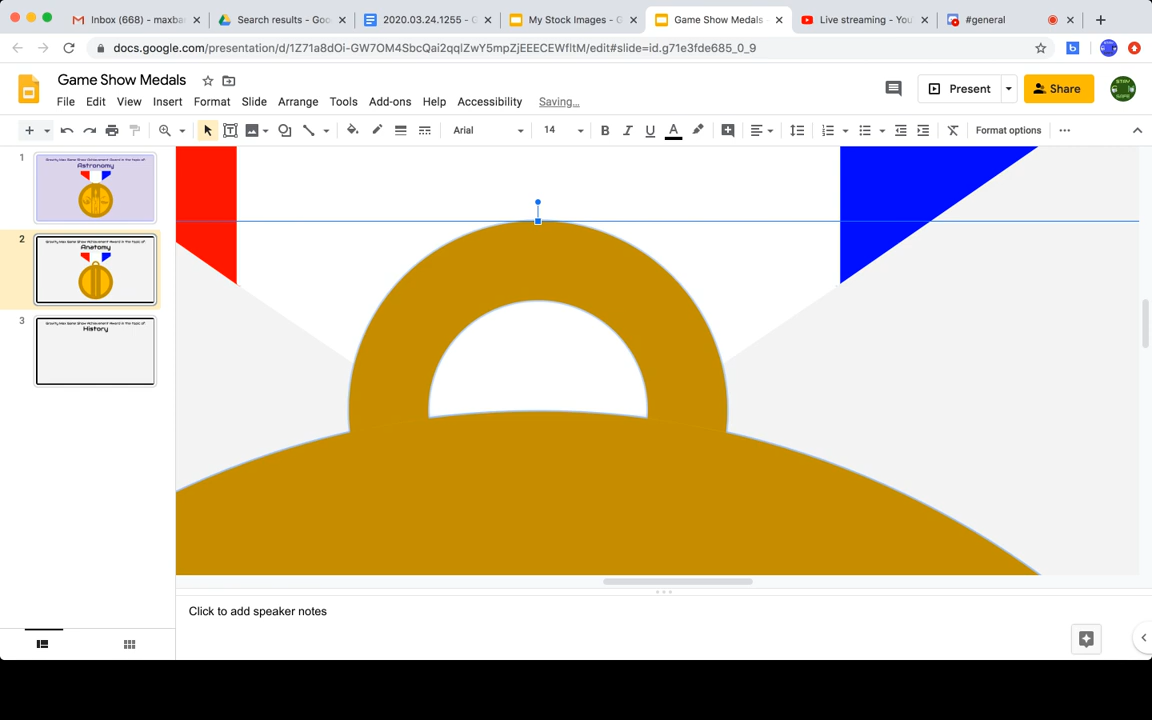 Inbox (668) - maxbar
Search results - Goo
2020.03.24.1255 - G
My Stock Images - G
Game Show Medals
Live streaming - You
#general
docs.google.com/presentation/d/1Z71a8dOi-GW7OM4SbcQai2qqlZwY5mpZjEEECEWfltM/edit#slide=id.g71e3fde685_0_9
Game Show Medals
File Edit View Insert Format Slide Arrange Tools Add-ons Help Accessibility Saving...
Present
Share
Arial 14 B I U A Format options
1
Astronomy
2
Anatomy
3
History
Click to add speaker notes